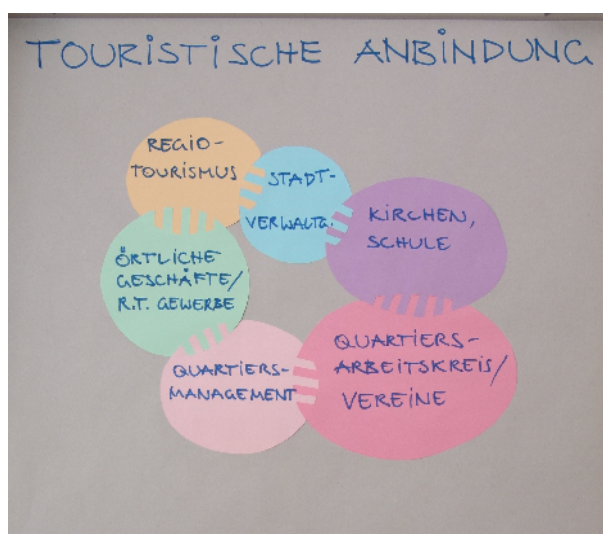 TOURISTISCHE ANBINDUNG
REGIO-
TOURISMUS
STADT-
VERWALTG.
KIRCHEN,
SCHULE
ÖRTLICHE
GESCHÄFTE/
R.T. GEWERBE
QUARTIERS-
ARBEITSKREIS/
VEREINE
QUARTIERS-
MANAGEMENT